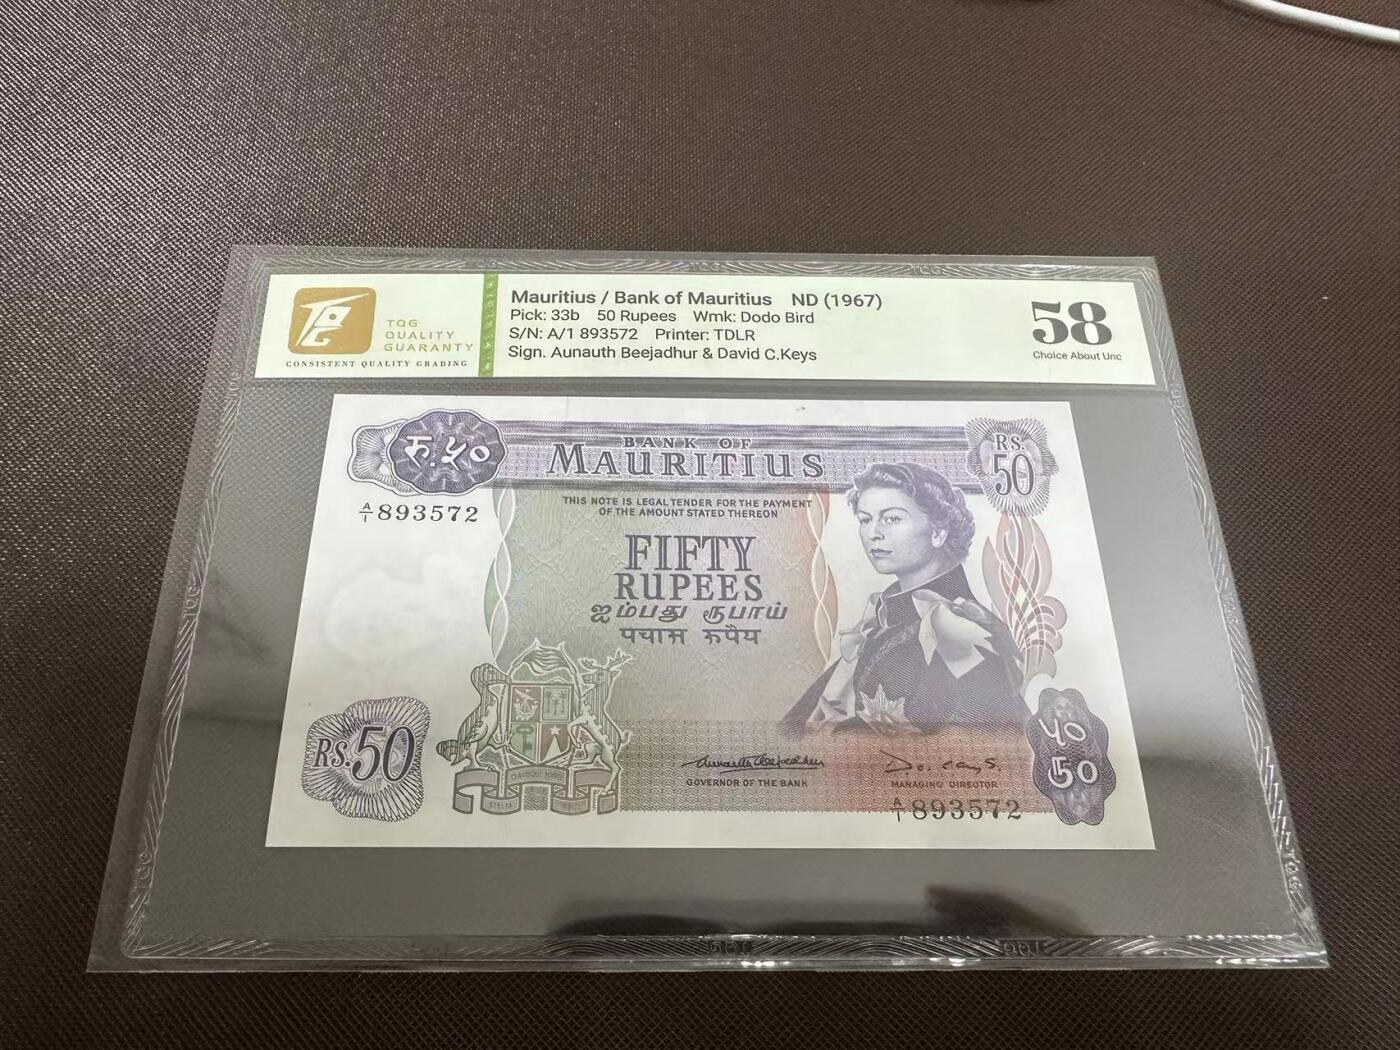 TQG
QUALITY
GUARANTY
CONSISTENT QUALITY GRADING
Mauritius / Bank of Mauritius ND (1967)
Pick: 33b 50 Rupees Wmk: Dodo Bird
S/N: A/1 893572 Printer: TDLR
Sign. Aunauth Beejadhur & David C.Keys
58
Choice About Unc
रु.५०
BANK OF
MAURITIUS
RS.
50
A/1 893572
THIS NOTE IS LEGAL TENDER FOR THE PAYMENT
OF THE AMOUNT STATED THEREON
FIFTY
RUPEES
ஐம்பது ரூபாய்
पचास रुपैय
RS.50
GOVERNOR OF THE BANK
MANAGING DIRECTOR
A/1 893572
५०